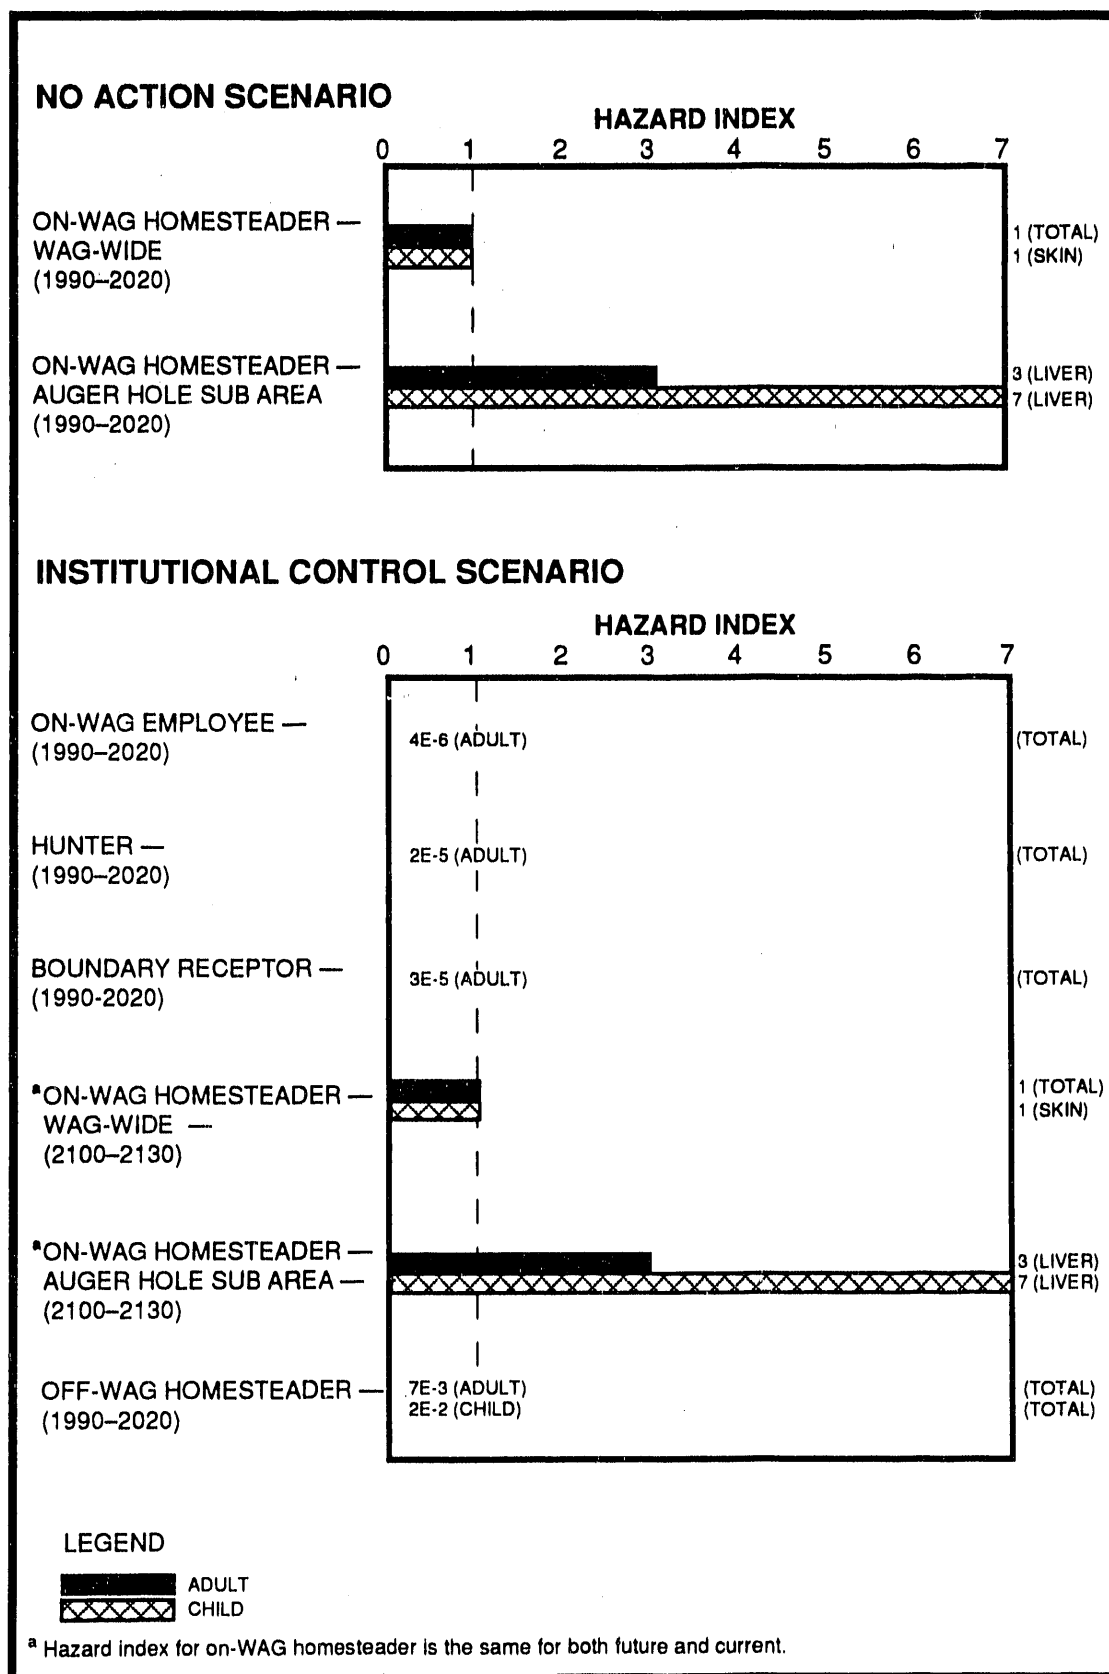 NO ACTION SCENARIO
HAZARD INDEX
0 1 2 3 4 5 6 7
ON-WAG HOMESTEADER —
WAG-WIDE
(1990–2020)
1 (TOTAL)
1 (SKIN)
ON-WAG HOMESTEADER —
AUGER HOLE SUB AREA
(1990–2020)
3 (LIVER)
7 (LIVER)
INSTITUTIONAL CONTROL SCENARIO
HAZARD INDEX
0 1 2 3 4 5 6 7
ON-WAG EMPLOYEE —
(1990–2020)
4E-6 (ADULT)
(TOTAL)
HUNTER —
(1990–2020)
2E-5 (ADULT)
(TOTAL)
BOUNDARY RECEPTOR —
(1990-2020)
3E-5 (ADULT)
(TOTAL)
ᵃON-WAG HOMESTEADER —
WAG-WIDE —
(2100–2130)
1 (TOTAL)
1 (SKIN)
ᵃON-WAG HOMESTEADER —
AUGER HOLE SUB AREA —
(2100–2130)
3 (LIVER)
7 (LIVER)
OFF-WAG HOMESTEADER —
(1990–2020)
7E-3 (ADULT)
2E-2 (CHILD)
(TOTAL)
(TOTAL)
LEGEND
ADULT
CHILD
ᵃ Hazard index for on-WAG homesteader is the same for both future and current.